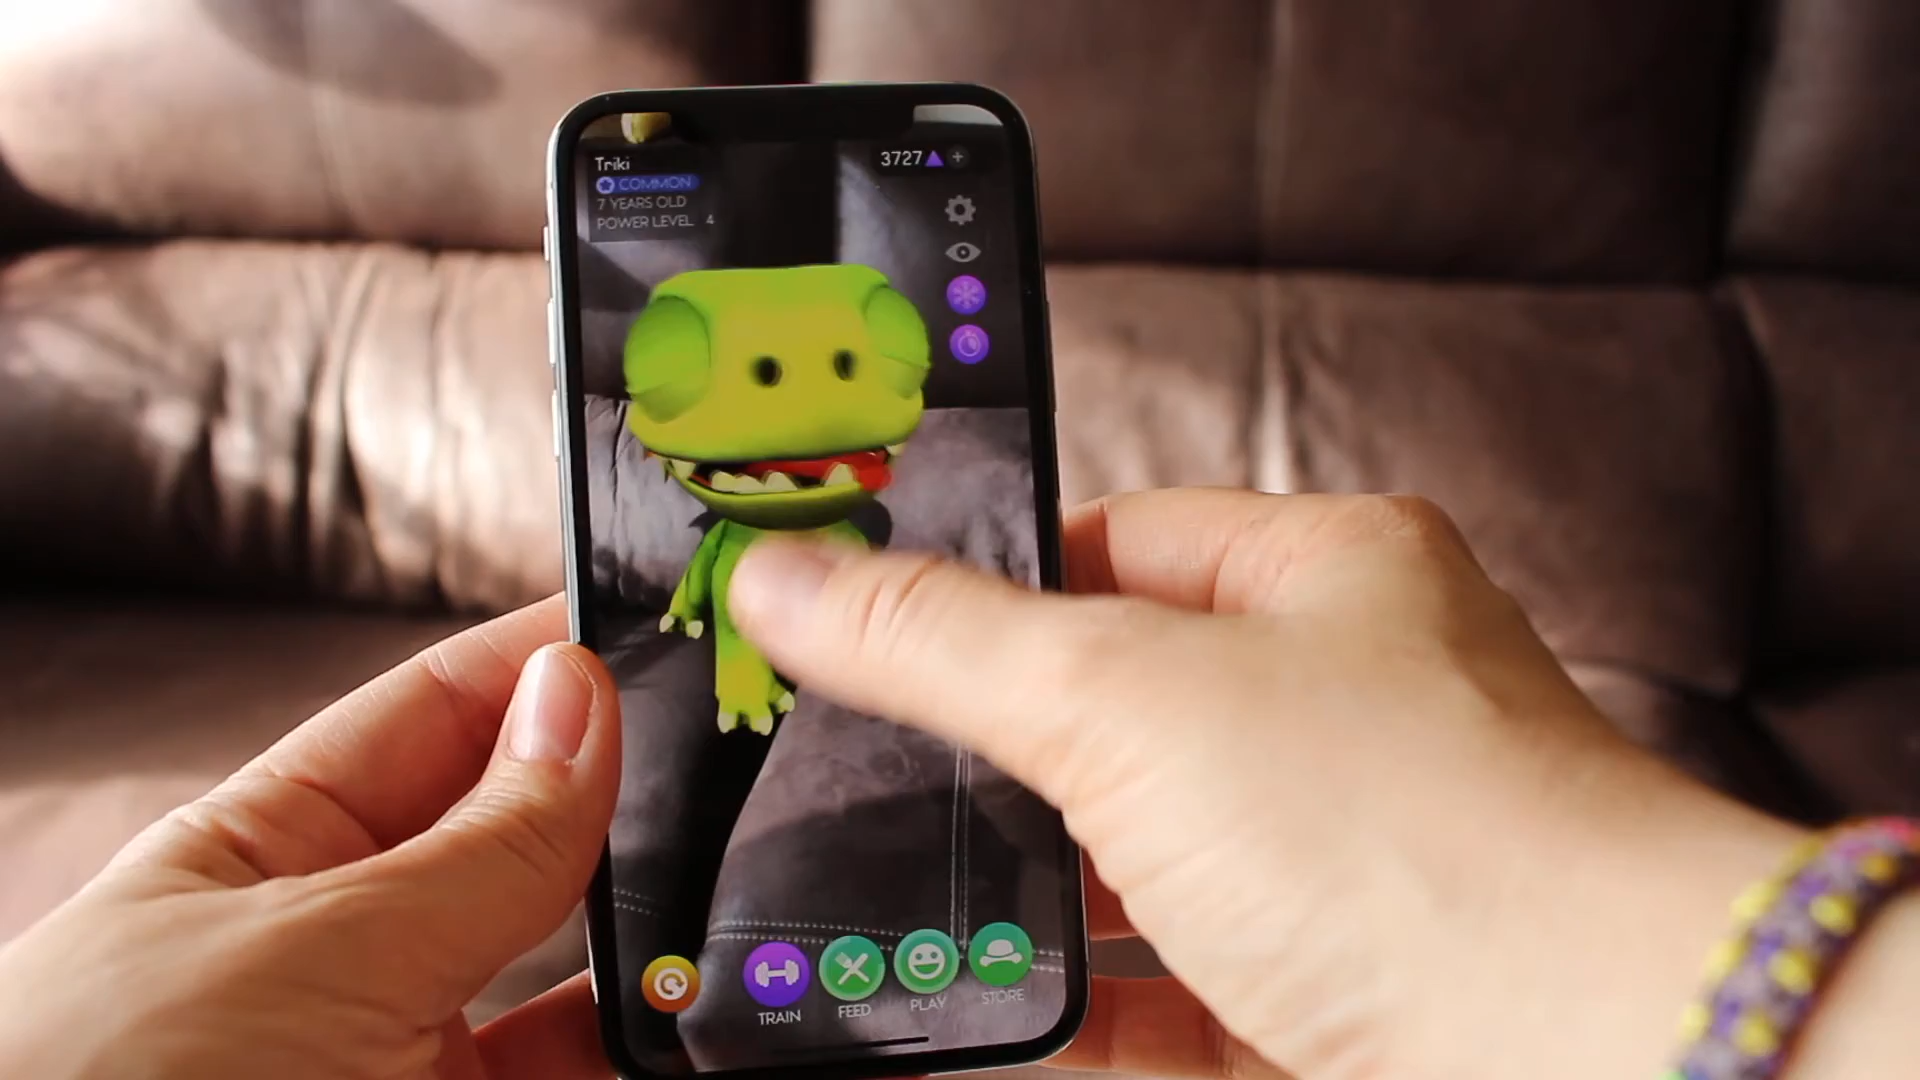 Triki
3727
COMMON
7 YEARS OLD
POWER LEVEL 4
TRAIN
FEED
PLAY
STORE